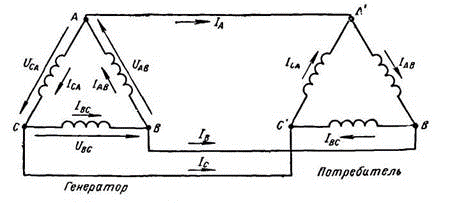 A
I_A
A'
U_CA
I_CA
I_AB
U_AB
I_CA
I_AB
C
I_BC
B
C'
I_BC
B
U_BC
I_B
I_C
Генератор
Потребитель